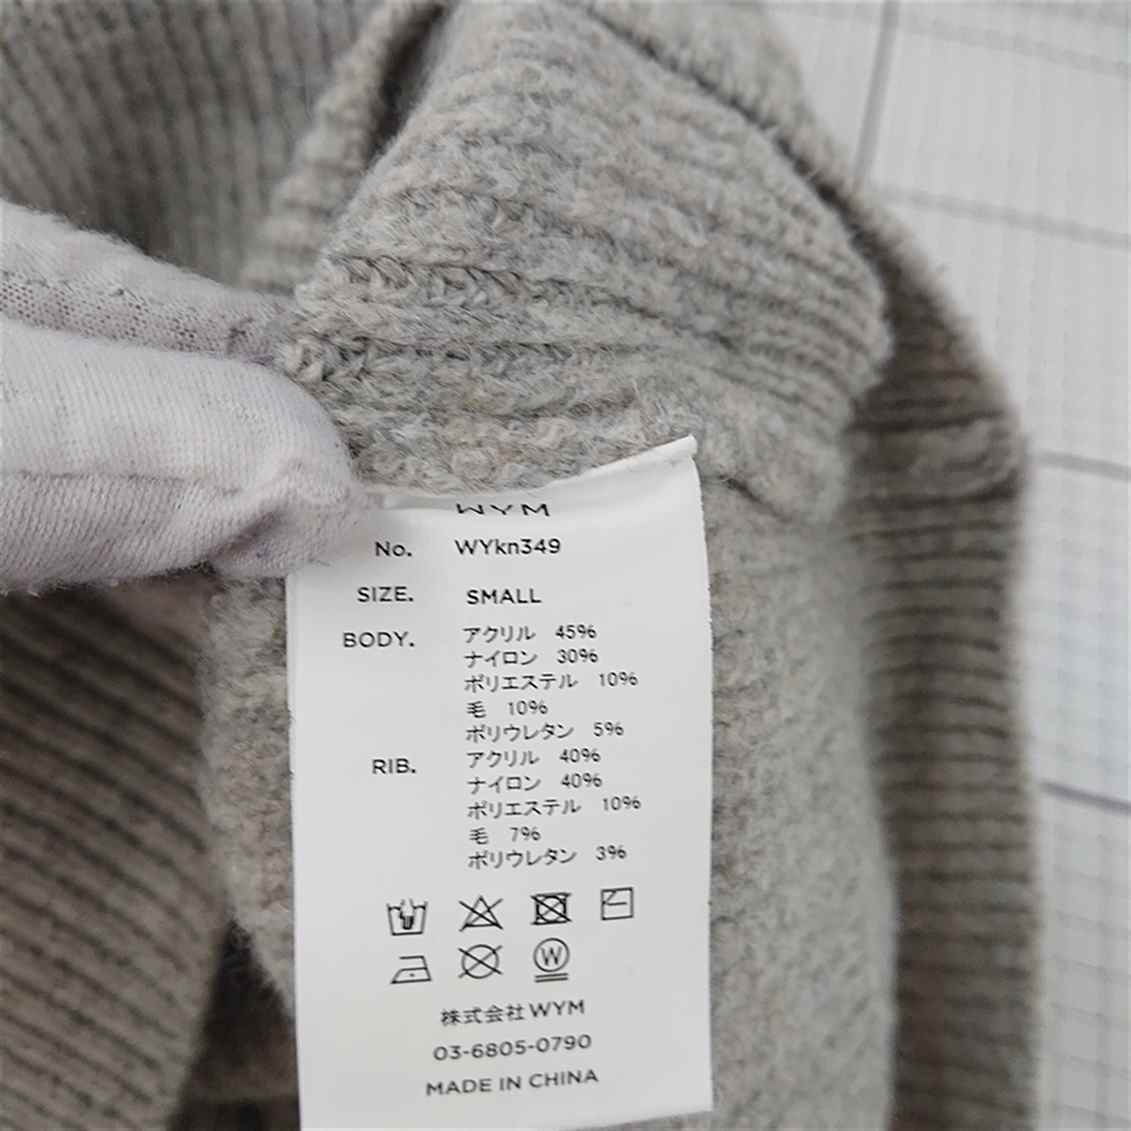 WYM
No. WYkn349
SIZE. SMALL
BODY. アクリル 45%
ナイロン 30%
ポリエステル 10%
毛 10%
ポリウレタン 5%
RIB. アクリル 40%
ナイロン 40%
ポリエステル 10%
毛 7%
ポリウレタン 3%
W
株式会社WYM
03-6805-0790
MADE IN CHINA